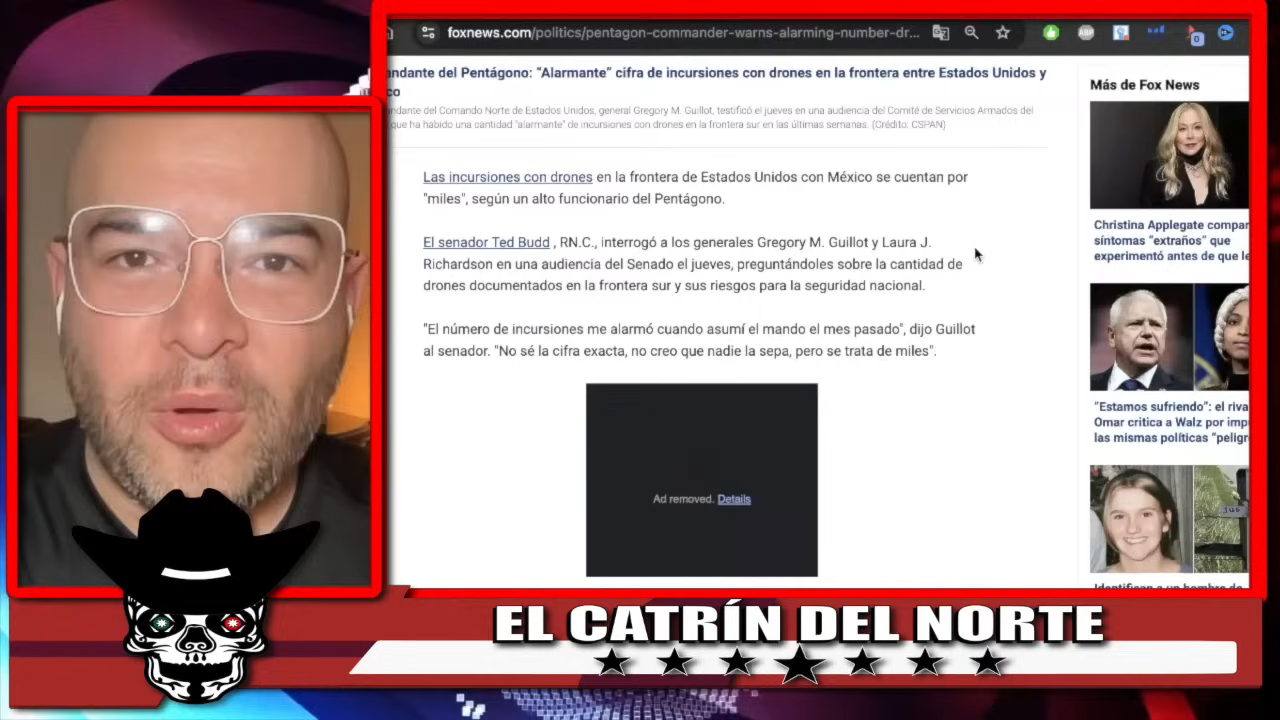 foxnews.com/politics/pentagon-commander-warns-alarming-number-dr...
ABP
0
andante del Pentágono: “Alarmante” cifra de incursiones con drones en la frontera entre Estados Unidos y
co
ndante del Comando Norte de Estados Unidos, general Gregory M. Guillot, testificó el jueves en una audiencia del Comité de Servicios Armados del
que ha habido una cantidad "alarmante" de incursiones con drones en la frontera sur en las últimas semanas. (Crédito: CSPAN)
Las incursiones con drones en la frontera de Estados Unidos con México se cuentan por
"miles", según un alto funcionario del Pentágono.
El senador Ted Budd , RN.C., interrogó a los generales Gregory M. Guillot y Laura J.
Richardson en una audiencia del Senado el jueves, preguntándoles sobre la cantidad de
drones documentados en la frontera sur y sus riesgos para la seguridad nacional.
"El número de incursiones me alarmó cuando asumí el mando el mes pasado", dijo Guillot
al senador. "No sé la cifra exacta, no creo que nadie la sepa, pero se trata de miles".
Ad removed. Details
Más de Fox News
Christina Applegate compar
síntomas “extraños” que
experimentó antes de que le
“Estamos sufriendo”: el riva
Omar critica a Walz por imp
las mismas políticas “peligr
Identifican a un hombre de
EL CATRÍN DEL NORTE